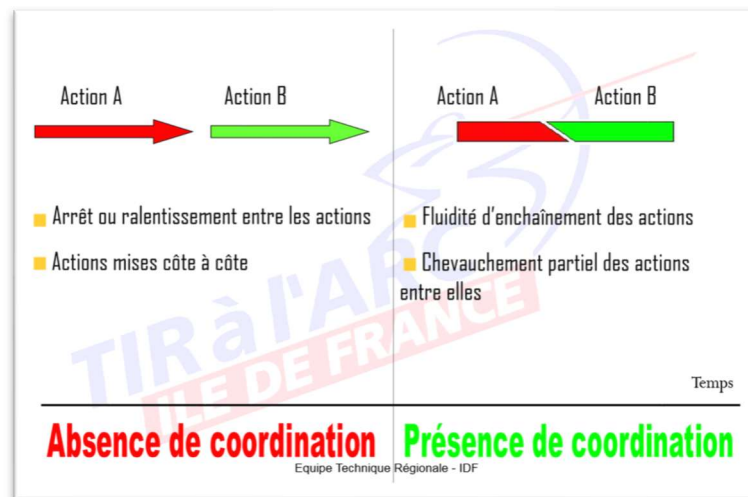 Action A
Action B
Arrêt ou ralentissement entre les actions
Actions mises côte à côte
Action A
Action B
Fluidité d'enchaînement des actions
Chevauchement partiel des actions
entre elles
TIR à l'ARC
ILE DE FRANCE
Temps
Absence de coordination
Présence de coordination
Equipe Technique Régionale - IDF